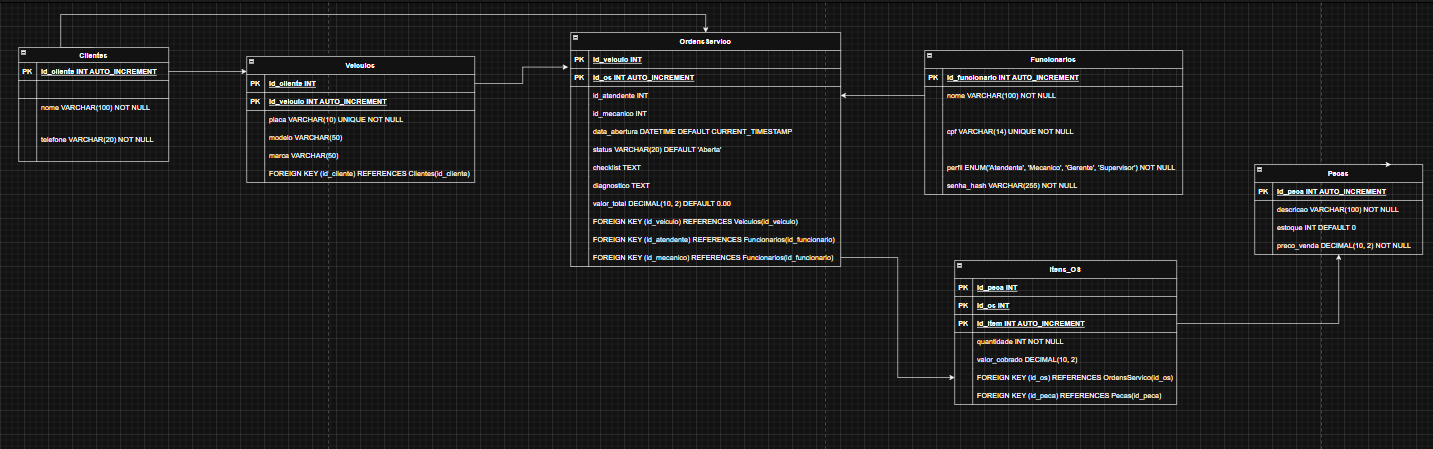 Clientes
PK id_cliente INT AUTO_INCREMENT
nome VARCHAR(100) NOT NULL
telefone VARCHAR(20) NOT NULL
Veiculos
PK id_cliente INT
PK id_veiculo INT AUTO_INCREMENT
placa VARCHAR(10) UNIQUE NOT NULL
modelo VARCHAR(50)
marca VARCHAR(50)
FOREIGN KEY (id_cliente) REFERENCES Clientes(id_cliente)
OrdensServico
PK id_veiculo INT
PK id_os INT AUTO_INCREMENT
id_atendente INT
id_mecanico INT
data_abertura DATETIME DEFAULT CURRENT_TIMESTAMP
status VARCHAR(20) DEFAULT 'Aberta'
checklist TEXT
diagnostico TEXT
valor_total DECIMAL(10, 2) DEFAULT 0.00
FOREIGN KEY (id_veiculo) REFERENCES Veiculos(id_veiculo)
FOREIGN KEY (id_atendente) REFERENCES Funcionarios(id_funcionario)
FOREIGN KEY (id_mecanico) REFERENCES Funcionarios(id_funcionario)
Funcionarios
PK id_funcionario INT AUTO_INCREMENT
nome VARCHAR(100) NOT NULL
cpf VARCHAR(14) UNIQUE NOT NULL
perfil ENUM('Atendente', 'Mecanico', 'Gerente', 'Supervisor') NOT NULL
senha_hash VARCHAR(255) NOT NULL
Pecas
PK id_peca INT AUTO_INCREMENT
descricao VARCHAR(100) NOT NULL
estoque INT DEFAULT 0
preco_venda DECIMAL(10, 2) NOT NULL
Itens_OS
PK id_peca INT
PK id_os INT
PK id_item INT AUTO_INCREMENT
quantidade INT NOT NULL
valor_cobrado DECIMAL(10, 2)
FOREIGN KEY (id_os) REFERENCES OrdensServico(id_os)
FOREIGN KEY (id_peca) REFERENCES Pecas(id_peca)